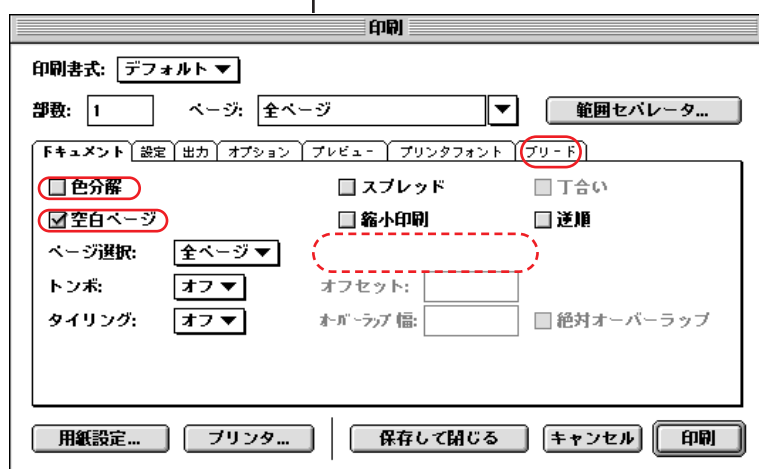 印刷
印刷書式: デフォルト
部数: 1 ページ: 全ページ 範囲セパレータ...
ドキュメント 設定 出力 オプション プレビュー プリンタフォント ブリード
色分解 スプレッド 丁合い
空白ページ 縮小印刷 逆順
ページ選択: 全ページ
トンボ: オフ オフセット:
タイリング: オフ オーバーラップ幅: 絶対オーバーラップ
用紙設定... プリンタ... 保存して閉じる キャンセル 印刷